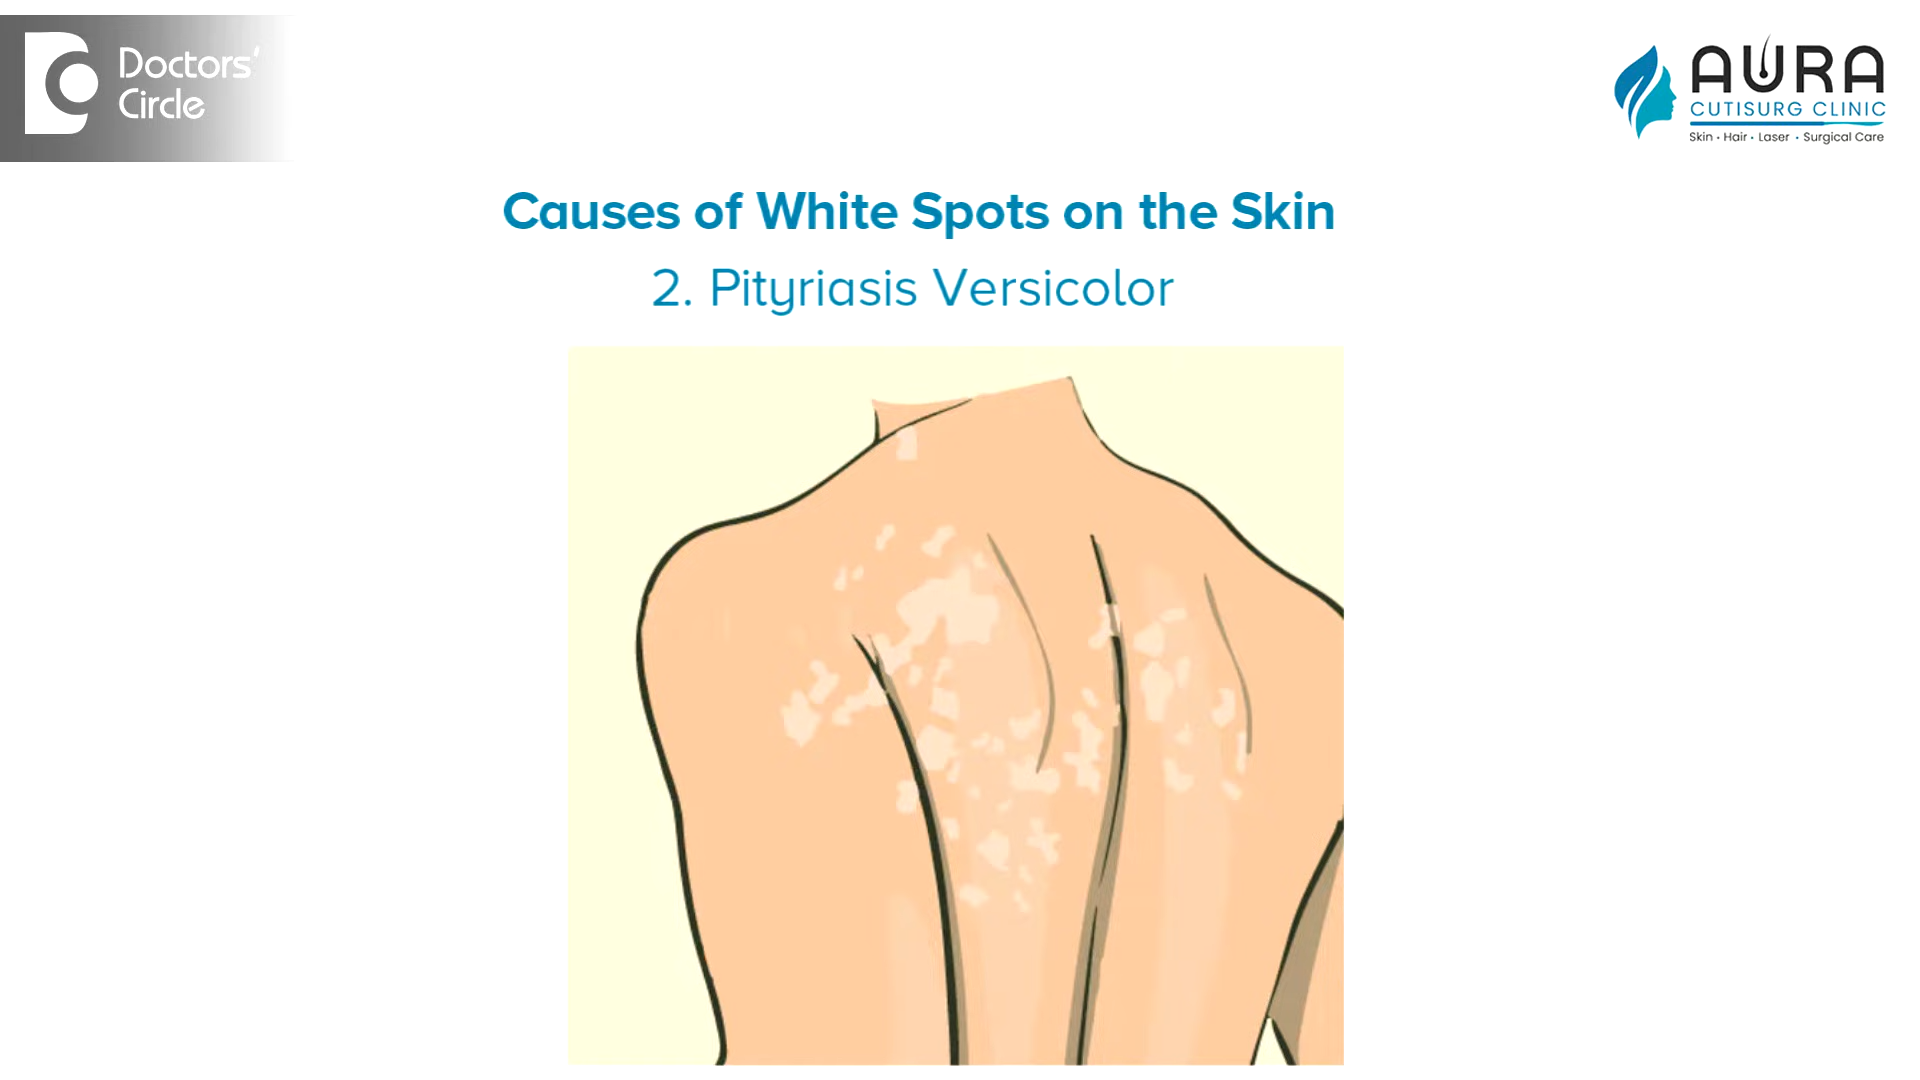 Doctors'
Circle
AURA
CUTISURG CLINIC
Skin • Hair • Laser • Surgical Care
Causes of White Spots on the Skin
2. Pityriasis Versicolor